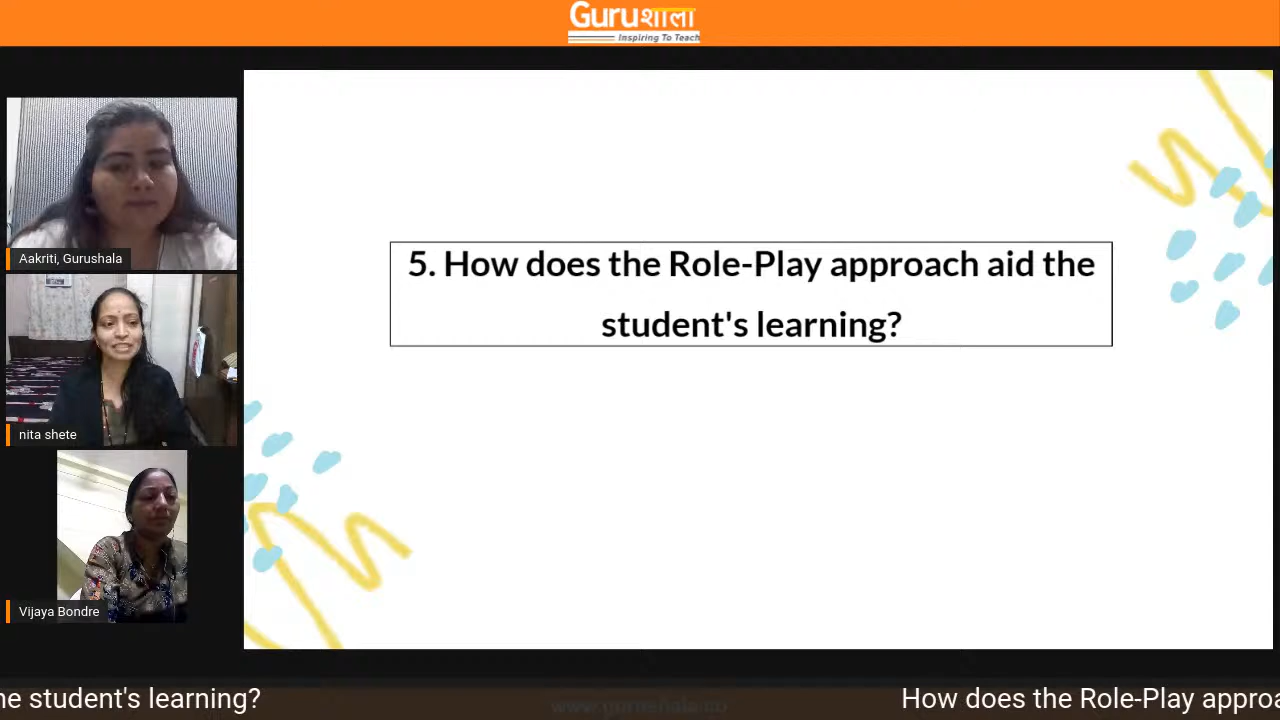 Guruशाला
Inspiring To Teach
Aakriti, Gurushala
nita shete
Vijaya Bondre
5. How does the Role-Play approach aid the
student's learning?
he student's learning?
How does the Role-Play approa